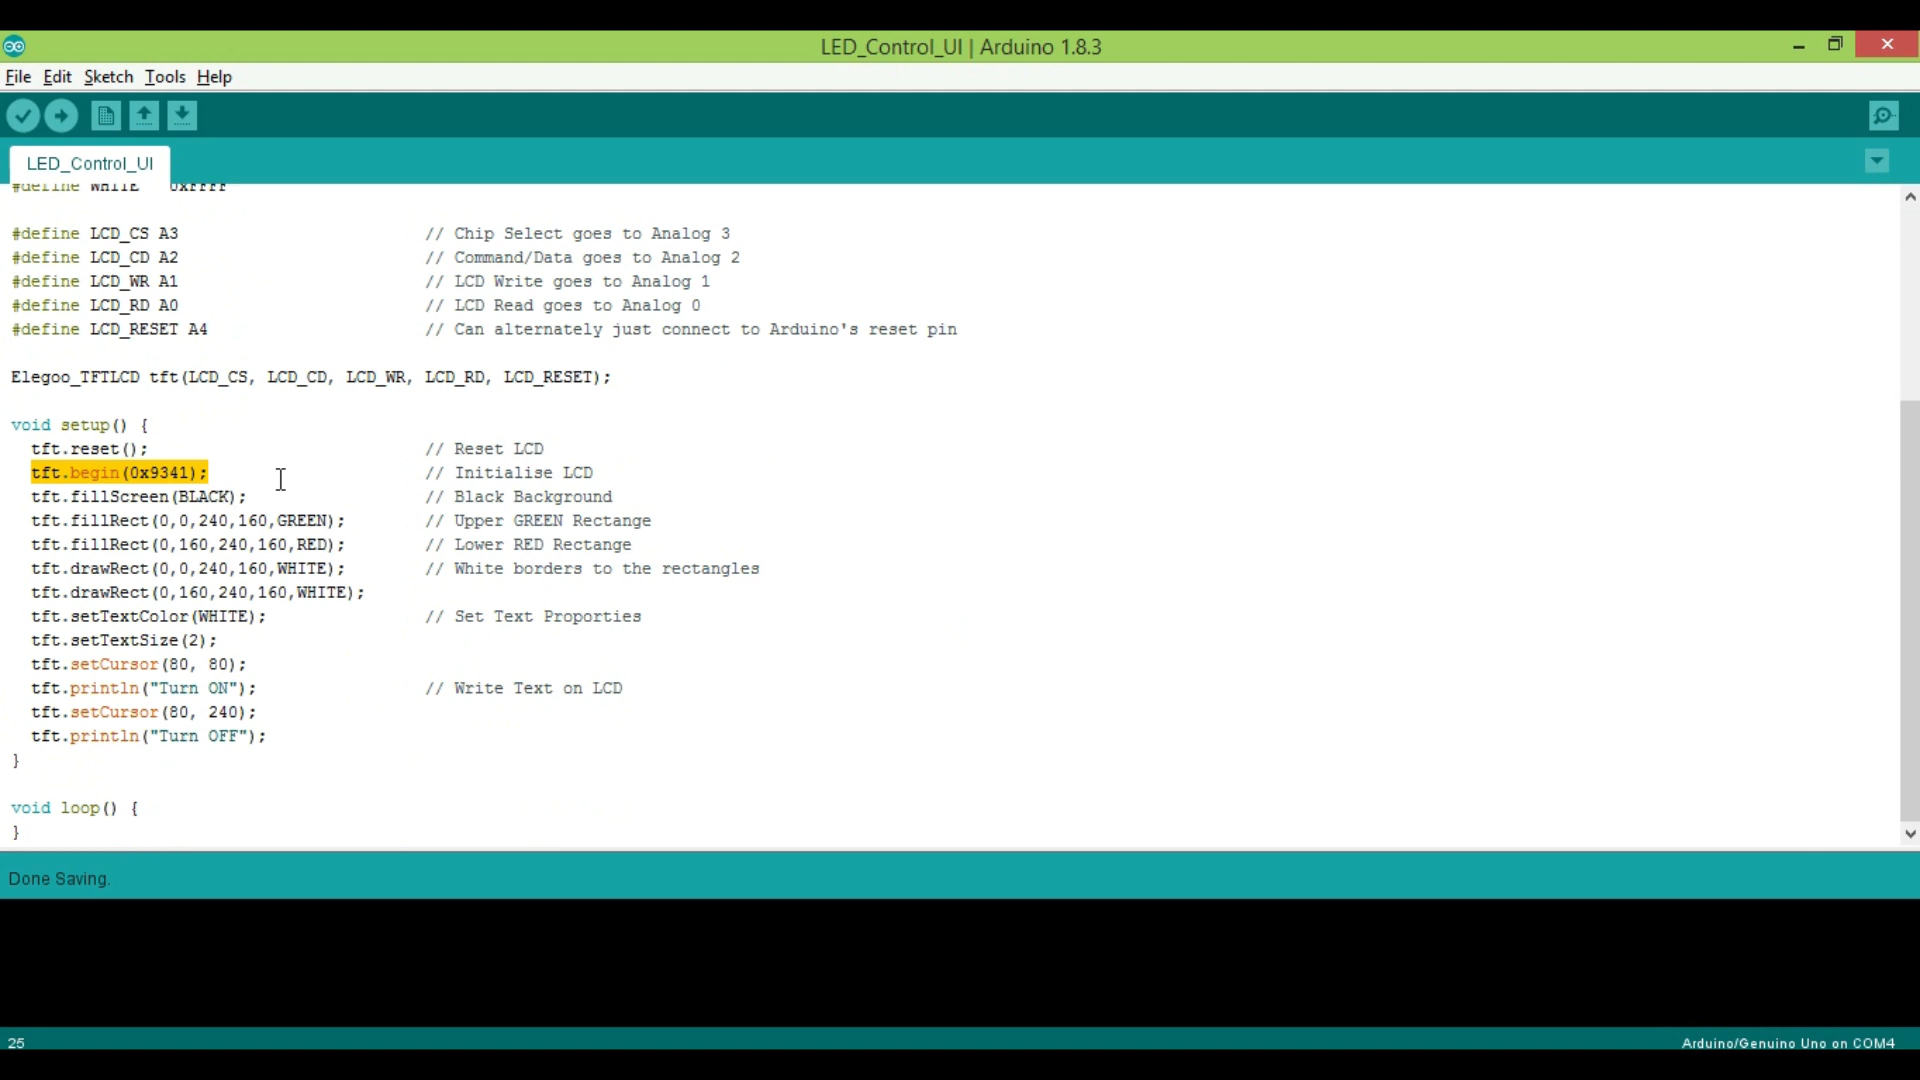 LED_Control_UI | Arduino 1.8.3
File Edit Sketch Tools Help
LED_Control_UI
#define WHITE 0xFFFF
#define LCD_CS A3 // Chip Select goes to Analog 3
#define LCD_CD A2 // Command/Data goes to Analog 2
#define LCD_WR A1 // LCD Write goes to Analog 1
#define LCD_RD A0 // LCD Read goes to Analog 0
#define LCD_RESET A4 // Can alternately just connect to Arduino's reset pin
Elegoo_TFTLCD tft(LCD_CS, LCD_CD, LCD_WR, LCD_RD, LCD_RESET);
void setup() {
tft.reset(); // Reset LCD
tft.begin(0x9341); // Initialise LCD
tft.fillScreen(BLACK); // Black Background
tft.fillRect(0,0,240,160,GREEN); // Upper GREEN Rectange
tft.fillRect(0,160,240,160,RED); // Lower RED Rectange
tft.drawRect(0,0,240,160,WHITE); // White borders to the rectangles
tft.drawRect(0,160,240,160,WHITE);
tft.setTextColor(WHITE); // Set Text Proporties
tft.setTextSize(2);
tft.setCursor(80, 80);
tft.println("Turn ON"); // Write Text on LCD
tft.setCursor(80, 240);
tft.println("Turn OFF");
}
void loop() {
}
Done Saving.
25 Arduino/Genuino Uno on COM4